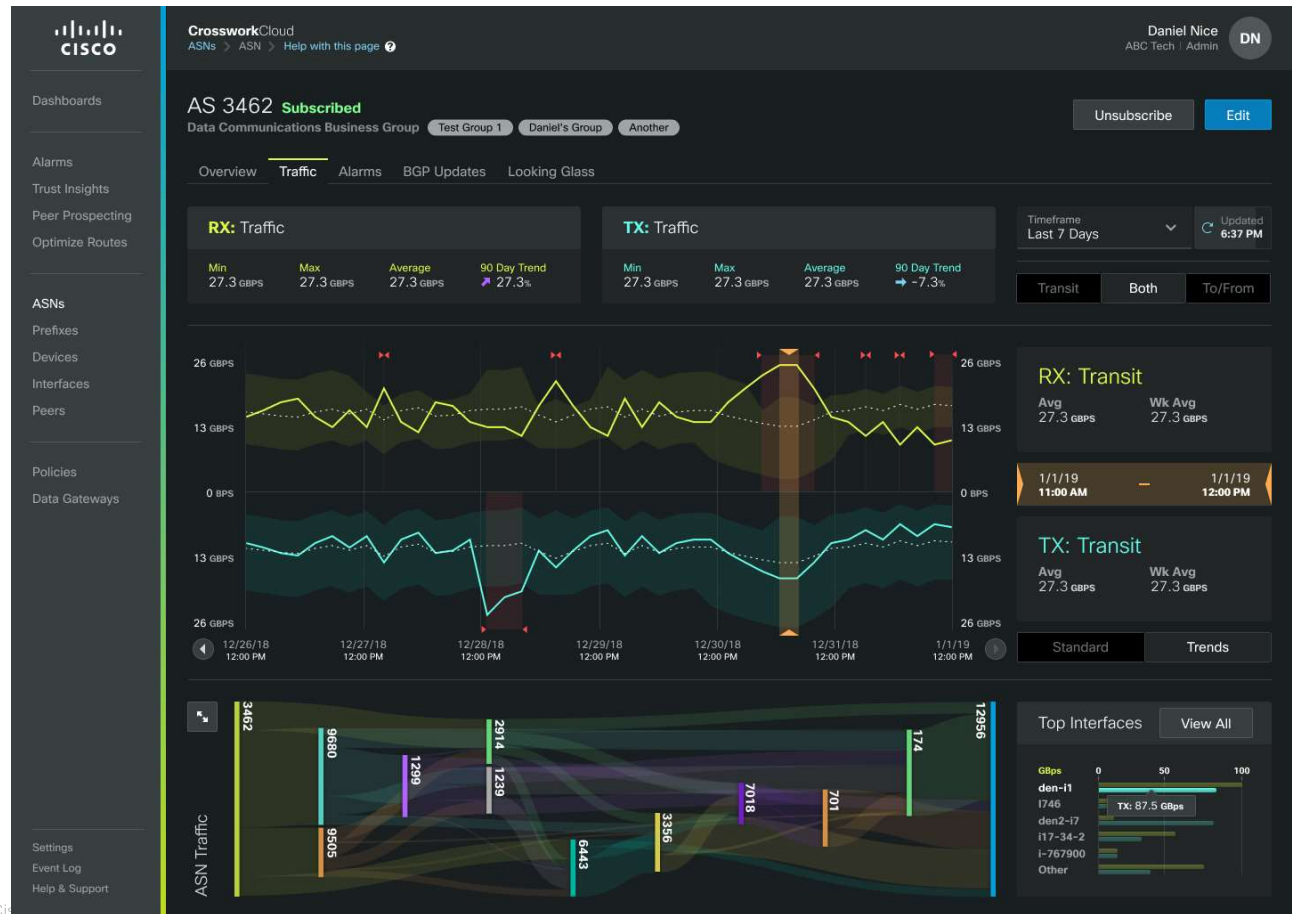 CISCO
CrossworkCloud
ASNs > ASN > Help with this page ?
Daniel Nice
ABC Tech | Admin
DN
Dashboards
Alarms
Trust Insights
Peer Prospecting
Optimize Routes
ASNs
Prefixes
Devices
Interfaces
Peers
Policies
Data Gateways
Settings
Event Log
Help & Support
AS 3462 Subscribed
Data Communications Business Group Test Group 1 Daniel's Group Another
Unsubscribe Edit
Overview Traffic Alarms BGP Updates Looking Glass
RX: Traffic
Min Max Average 90 Day Trend
27.3 GBPS 27.3 GBPS 27.3 GBPS 27.3%
TX: Traffic
Min Max Average 90 Day Trend
27.3 GBPS 27.3 GBPS 27.3 GBPS -7.3%
Timeframe
Last 7 Days
Updated
6:37 PM
Transit Both To/From
26 GBPS 26 GBPS
13 GBPS 13 GBPS
0 BPS 0 BPS
13 GBPS 13 GBPS
26 GBPS 26 GBPS
12/26/18 12/27/18 12/28/18 12/29/18 12/30/18 12/31/18 1/1/19
12:00 PM 12:00 PM 12:00 PM 12:00 PM 12:00 PM 12:00 PM 12:00 PM
RX: Transit
Avg Wk Avg
27.3 GBPS 27.3 GBPS
1/1/19 – 1/1/19
11:00 AM 12:00 PM
TX: Transit
Avg Wk Avg
27.3 GBPS 27.3 GBPS
Standard Trends
ASN Traffic
3462
9680
9505
1299
2914
1239
6443
3356
7018
701
174
12956
Top Interfaces View All
GBps 0 50 100
den-i1
TX: 87.5 GBps
I746
den2-i7
i17-34-2
i-767900
Other